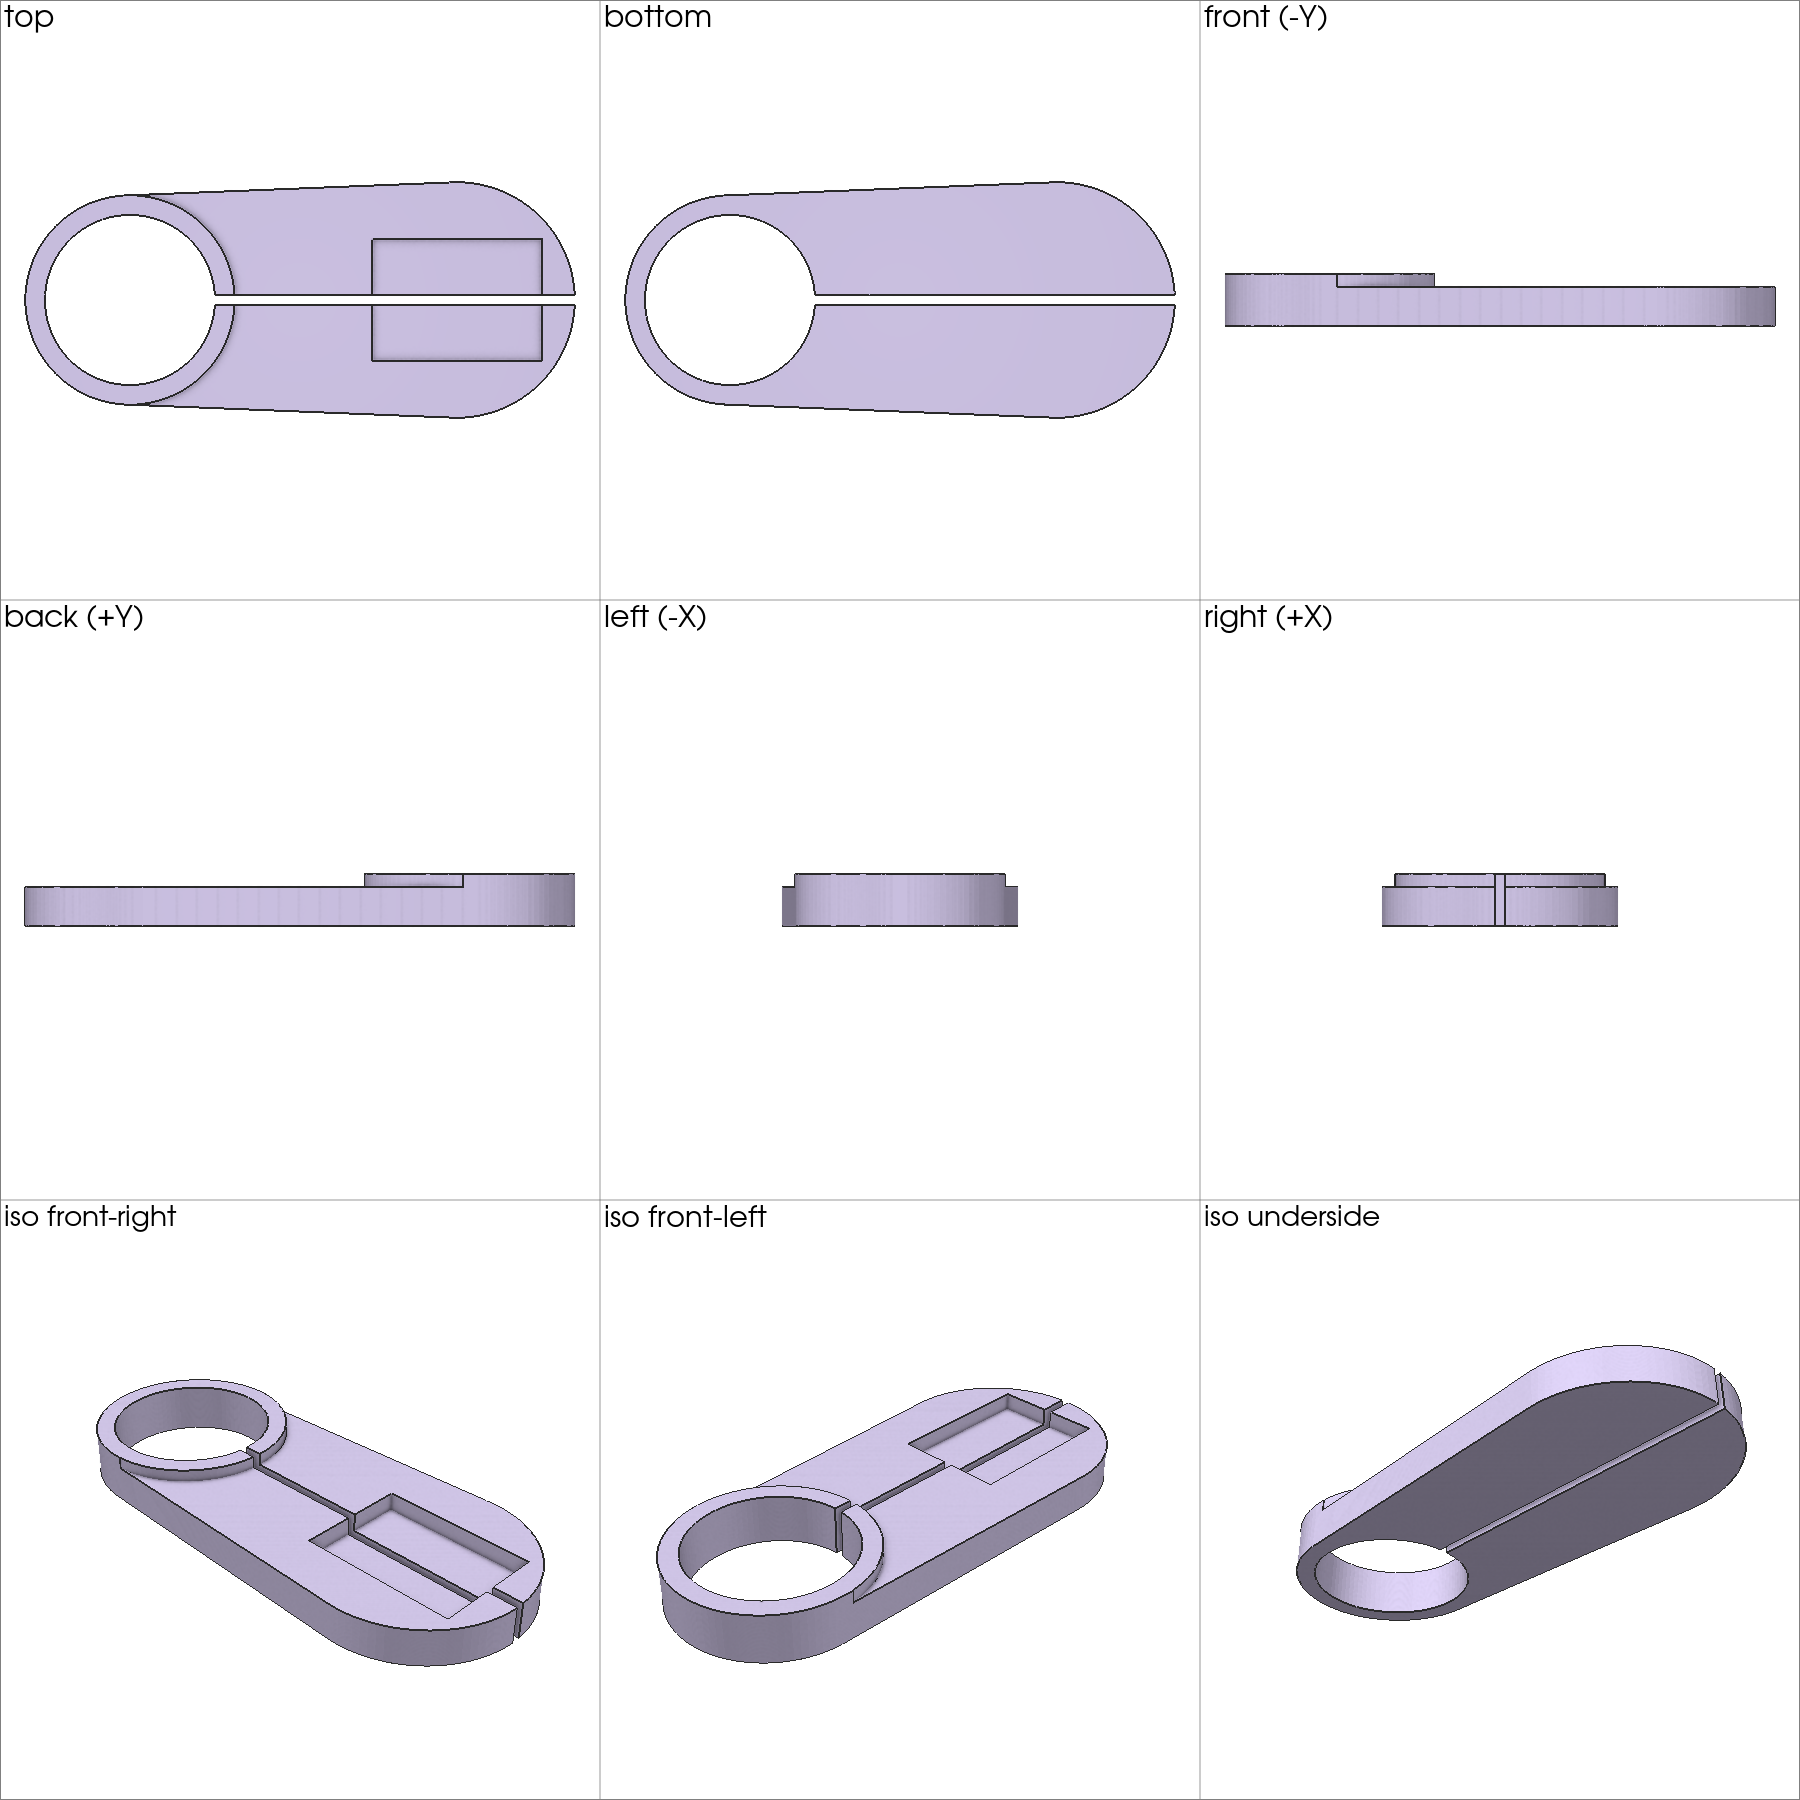 top
bottom
front (-Y)
back (+Y)
left (-X)
right (+X)
iso front-right
iso front-left
iso underside